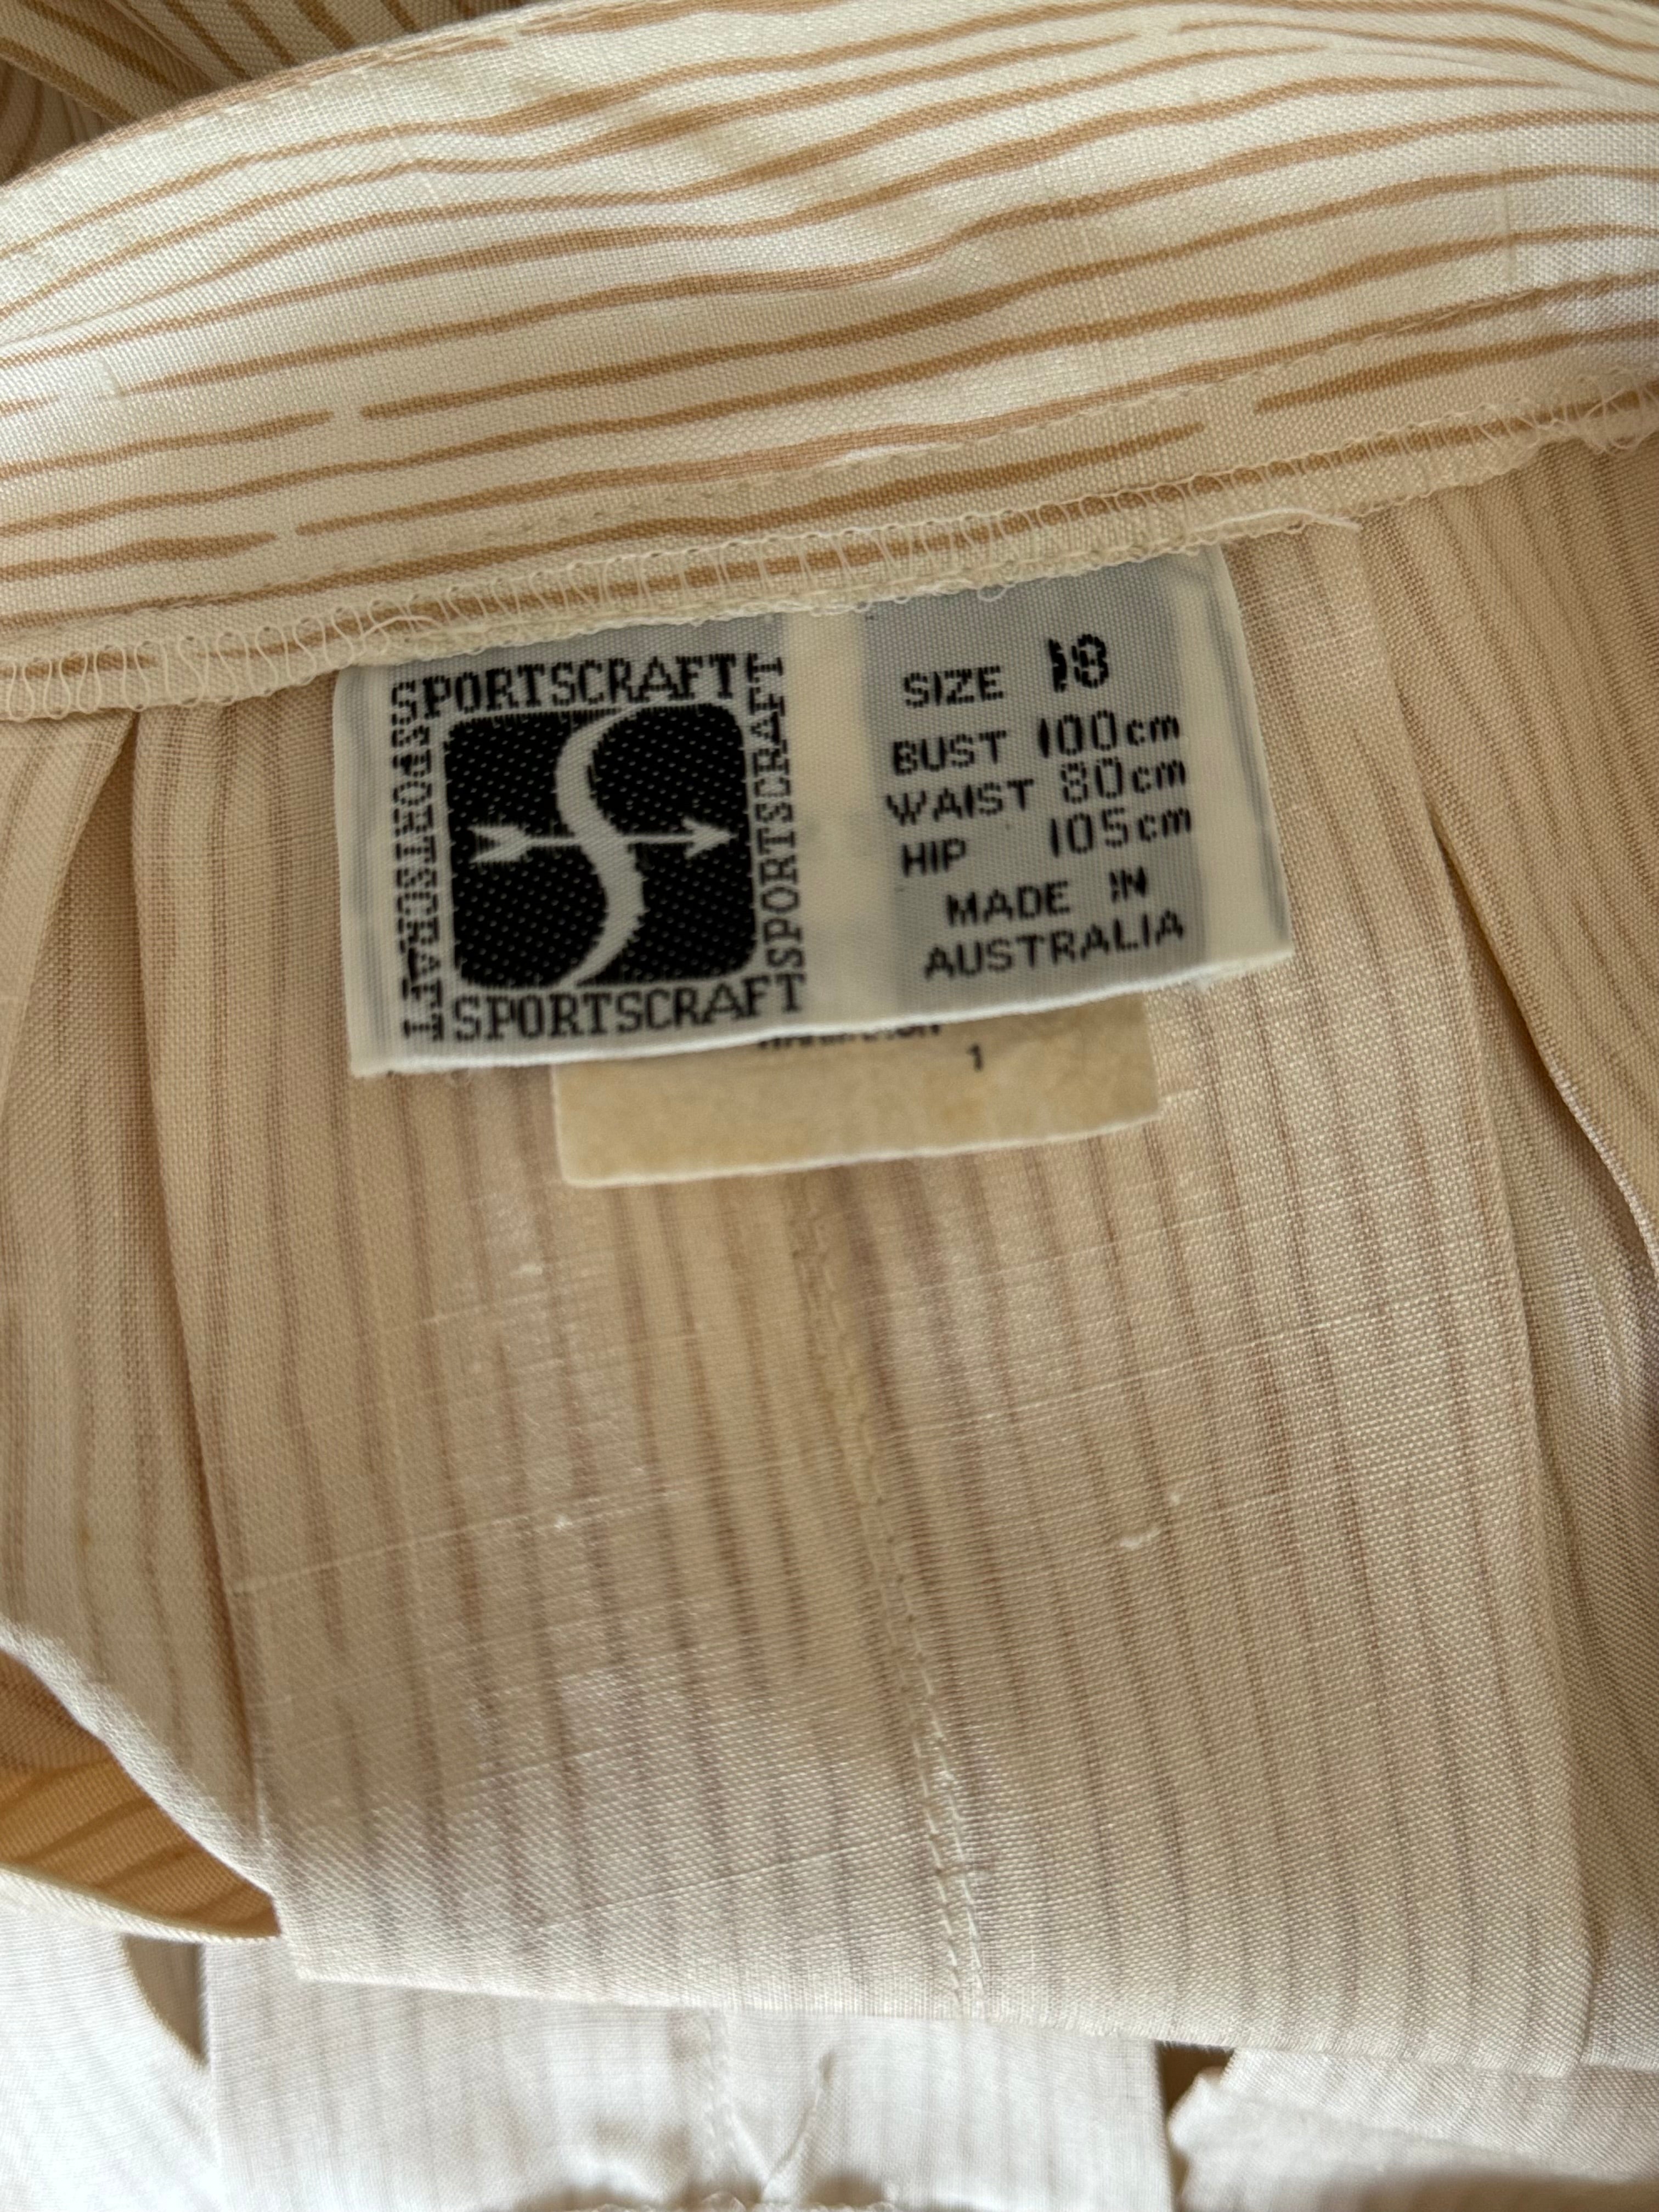 SPORTSCRAFT
SPORTSCRAFT
SPORTSCRAFT
SPORTSCRAFT
SIZE 18
BUST 100cm
WAIST 80cm
HIP 105cm
MADE IN
AUSTRALIA
1